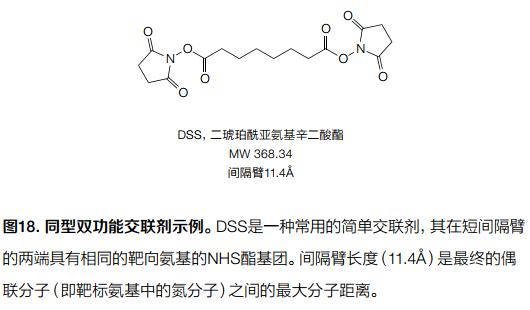 O
O
N
O
O
O
O
O
N
O
O
DSS，二琥珀酰亚氨基辛二酸酯
MW 368.34
间隔臂11.4Å
图18. 同型双功能交联剂示例。DSS是一种常用的简单交联剂，其在短间隔臂
的两端具有相同的靶向氨基的NHS酯基团。间隔臂长度（11.4Å）是最终的偶
联分子（即靶标氨基中的氮分子）之间的最大分子距离。